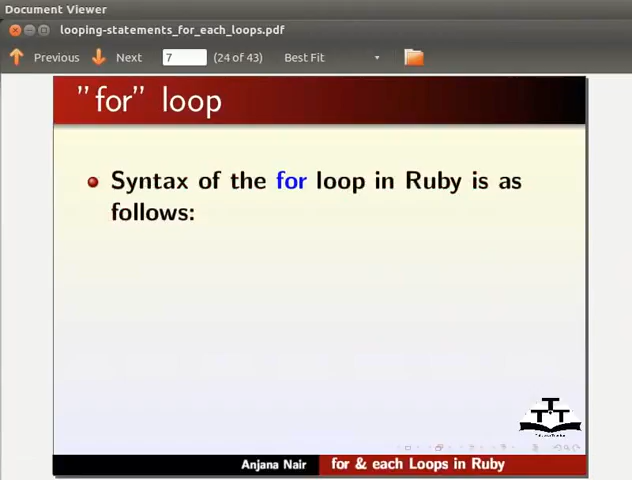 Document Viewer
looping-statements_for_each_loops.pdf
Previous Next 7 (24 of 43) Best Fit
"for" loop
Syntax of the for loop in Ruby is as
follows:
Anjana Nair for & each Loops in Ruby